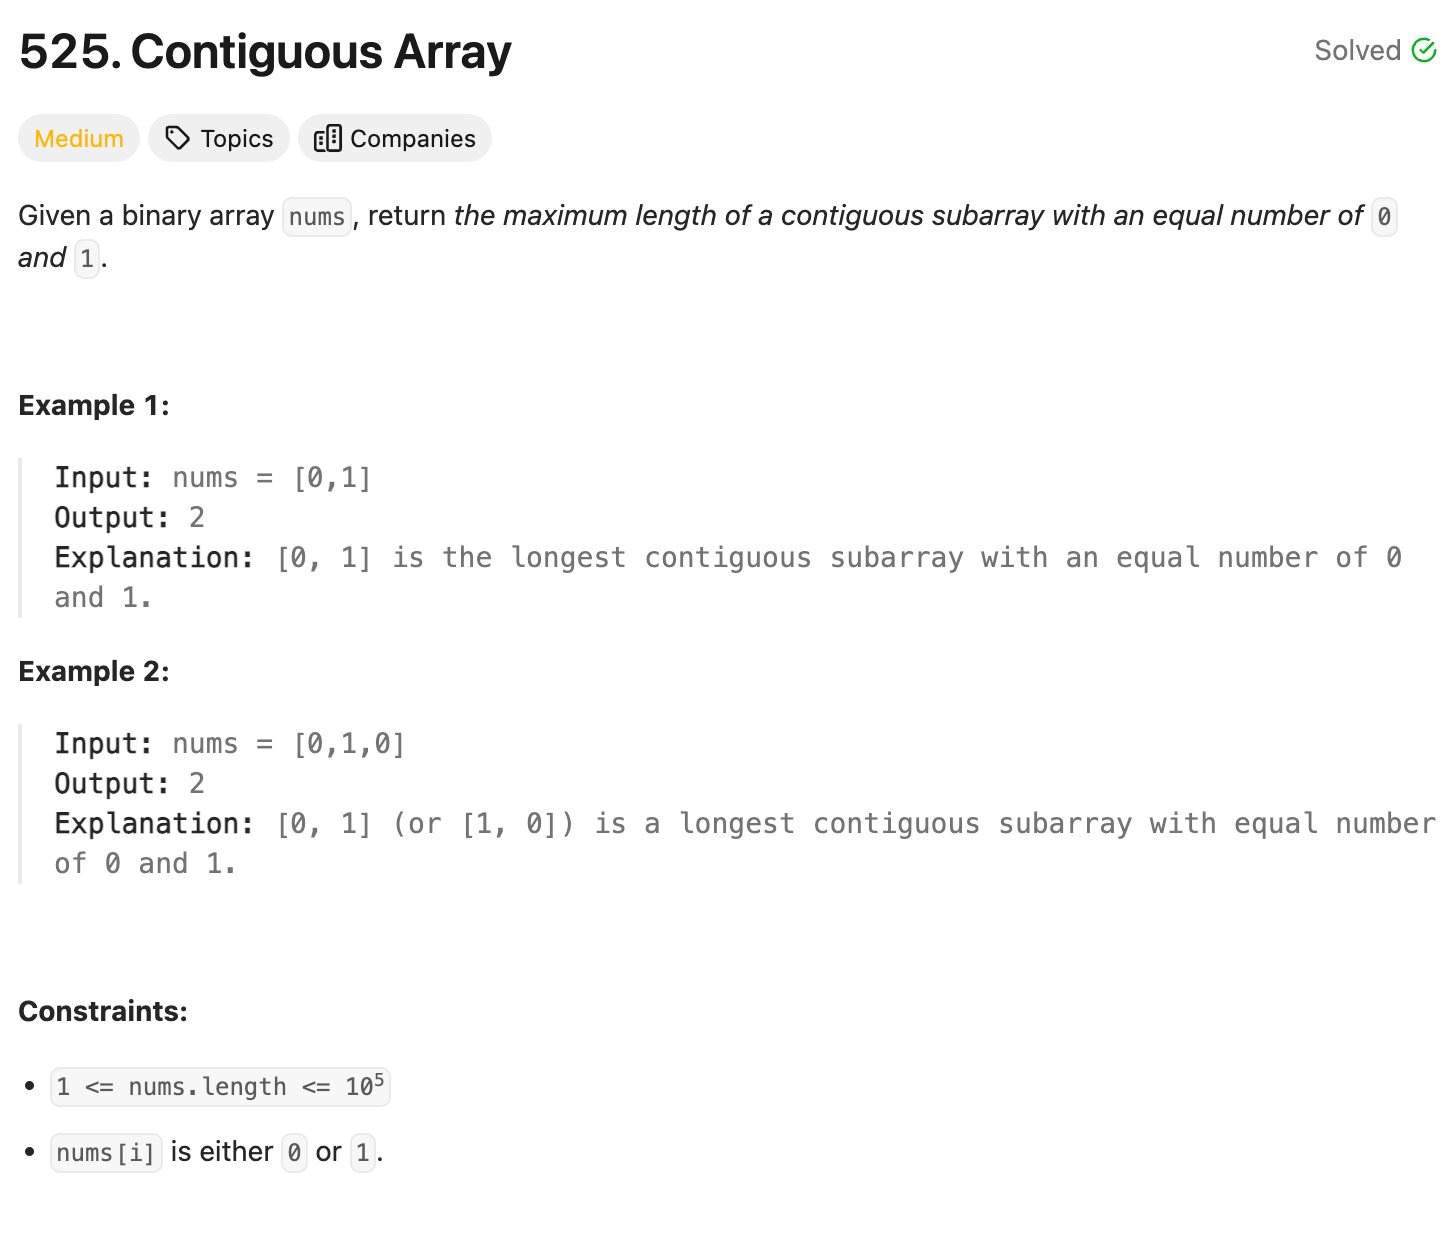 525. Contiguous Array
Solved
Medium
Topics
Companies
Given a binary array nums, return the maximum length of a contiguous subarray with an equal number of 0
and 1.
Example 1:
Input: nums = [0,1]
Output: 2
Explanation: [0, 1] is the longest contiguous subarray with an equal number of 0
and 1.
Example 2:
Input: nums = [0,1,0]
Output: 2
Explanation: [0, 1] (or [1, 0]) is a longest contiguous subarray with equal number
of 0 and 1.
Constraints:
• 1 <= nums.length <= 10⁵
• nums[i] is either 0 or 1.